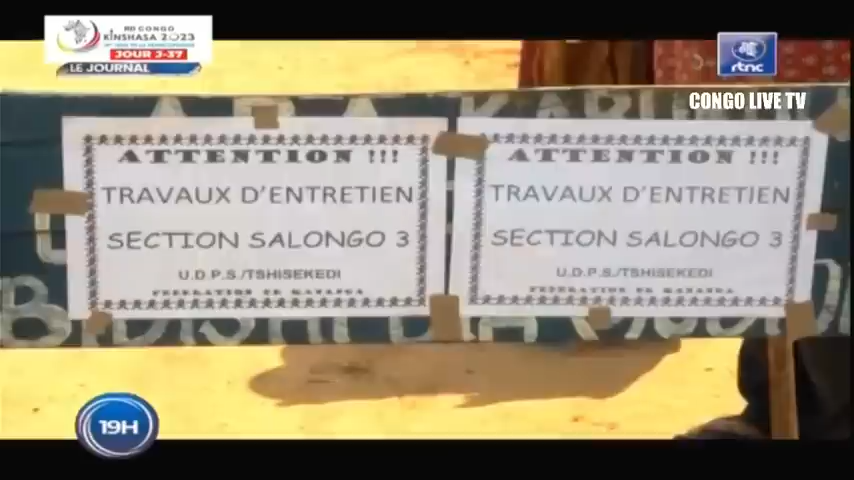 RD CONGO
KINSHASA 2023
JOUR J-37
LE JOURNAL
rtnc
CONGO LIVE TV
ATTENTION !!!
TRAVAUX D'ENTRETIEN
SECTION SALONGO 3
U.D.P.S./TSHISEKEDI
ATTENTION !!!
TRAVAUX D'ENTRETIEN
SECTION SALONGO 3
U.D.P.S./TSHISEKEDI
19H